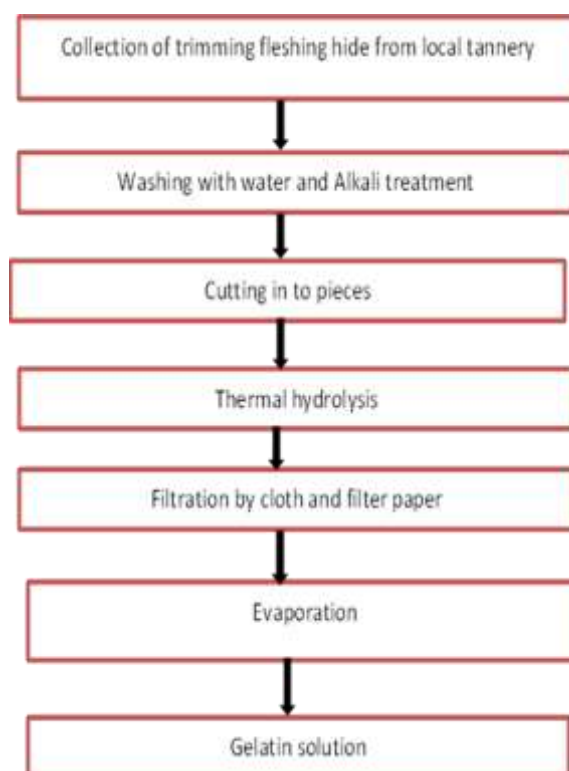 Collection of trimming fleshing hide from local tannery
Washing with water and Alkali treatment
Cutting in to pieces
Thermal hydrolysis
Filtration by cloth and filter paper
Evaporation
Gelatin solution